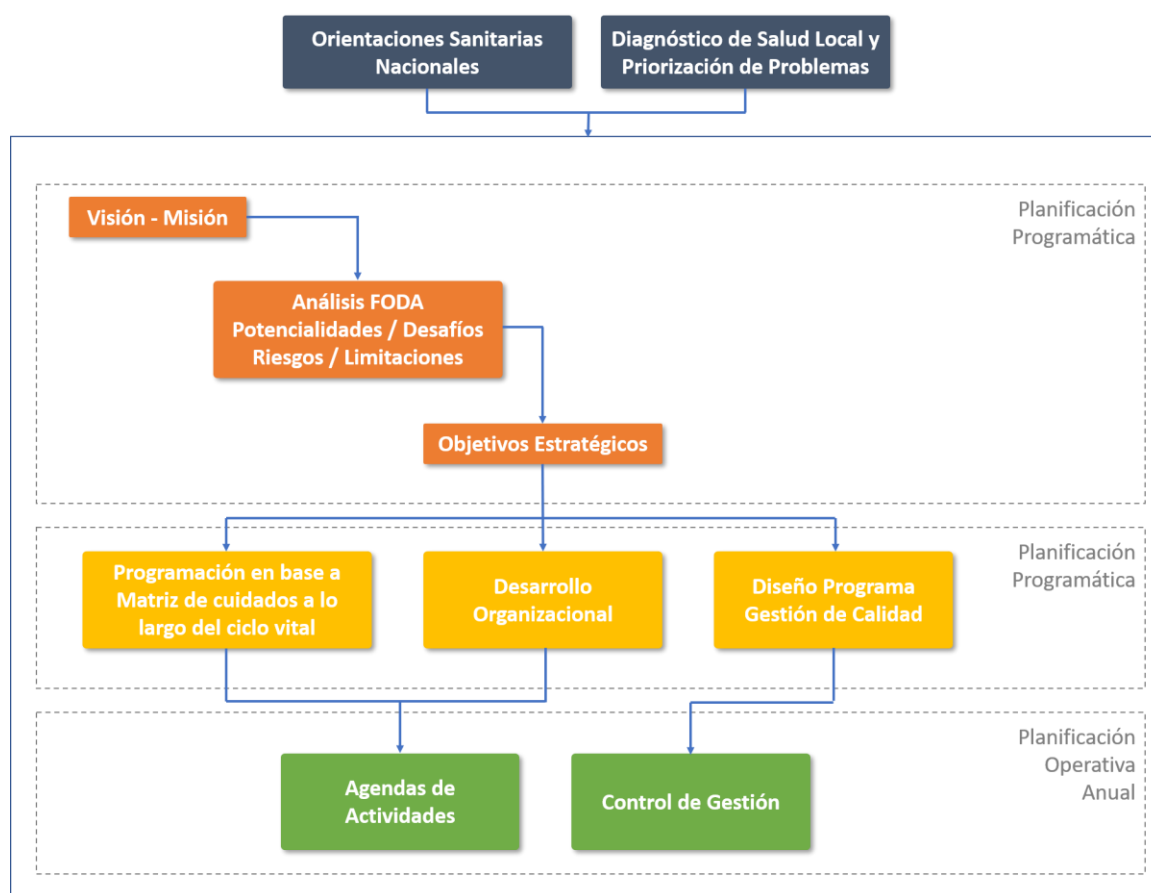 Orientaciones Sanitarias
Nacionales
Diagnóstico de Salud Local y
Priorización de Problemas
Planificación
Programática
Visión - Misión
Análisis FODA
Potencialidades / Desafíos
Riesgos / Limitaciones
Objetivos Estratégicos
Planificación
Programática
Programación en base a
Matriz de cuidados a lo
largo del ciclo vital
Desarrollo
Organizacional
Diseño Programa
Gestión de Calidad
Planificación
Operativa
Anual
Agendas de
Actividades
Control de Gestión